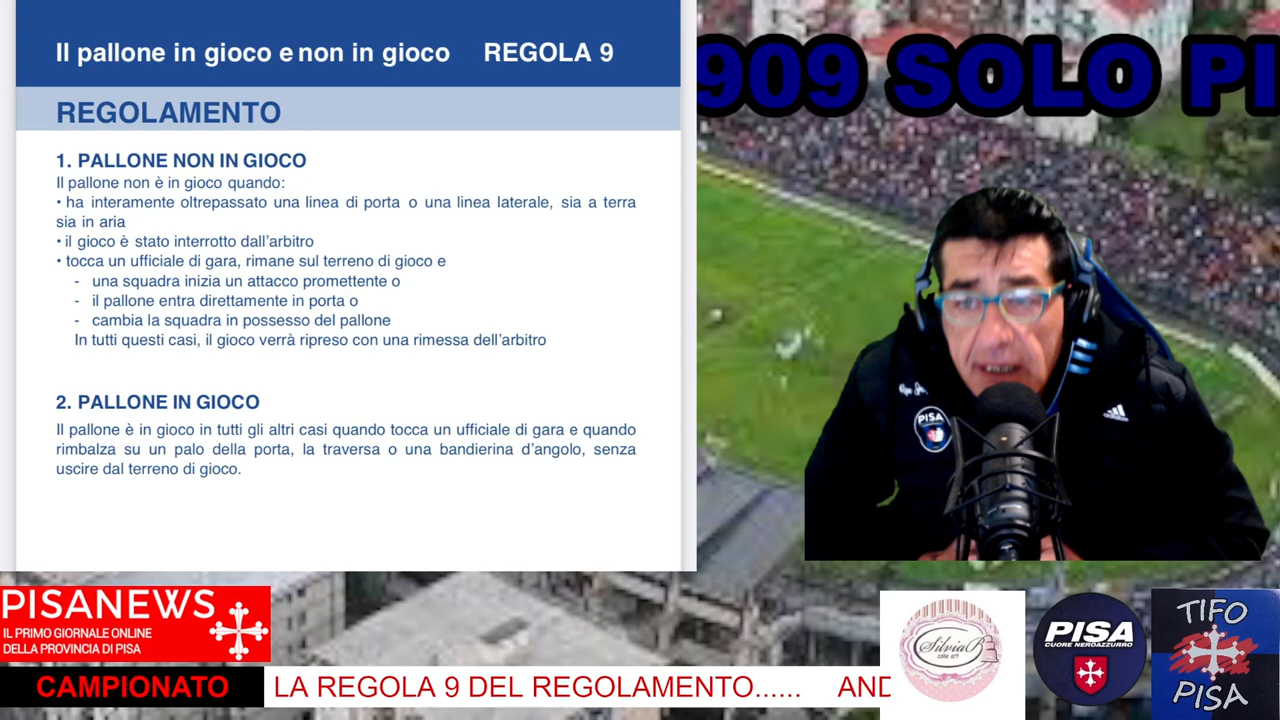 Il pallone in gioco e non in gioco REGOLA 9
REGOLAMENTO
1. PALLONE NON IN GIOCO
Il pallone non è in gioco quando:
• ha interamente oltrepassato una linea di porta o una linea laterale, sia a terra
sia in aria
• il gioco è stato interrotto dall'arbitro
• tocca un ufficiale di gara, rimane sul terreno di gioco e
- una squadra inizia un attacco promettente o
- il pallone entra direttamente in porta o
- cambia la squadra in possesso del pallone
In tutti questi casi, il gioco verrà ripreso con una rimessa dell'arbitro
2. PALLONE IN GIOCO
Il pallone è in gioco in tutti gli altri casi quando tocca un ufficiale di gara e quando
rimbalza su un palo della porta, la traversa o una bandierina d'angolo, senza
uscire dal terreno di gioco.
909 SOLO PI
PISA
adidas
PISANEWS
IL PRIMO GIORNALE ONLINE
DELLA PROVINCIA DI PISA
CAMPIONATO
LA REGOLA 9 DEL REGOLAMENTO...... AND
SilviaB
cake art
PISA
CUORE NEROAZZURRO
TIFO
PISA